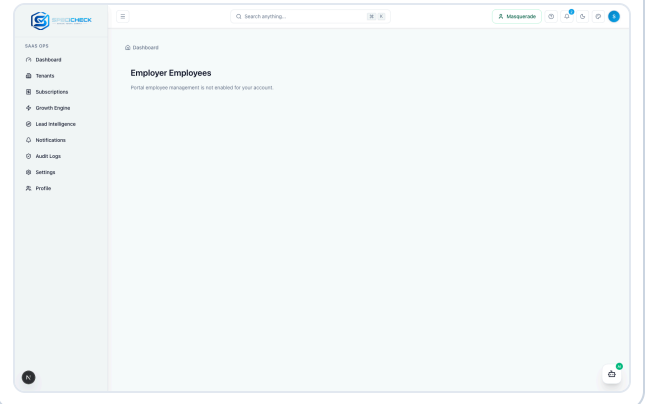 SPEGICHECK
Search anything...
⌘ K
Masquerade
S
SAAS OPS
Dashboard
Tenants
Subscriptions
Growth Engine
Lead Intelligence
Notifications
Audit Logs
Settings
Profile
Dashboard
Employer Employees
Portal employee management is not enabled for your account.
N